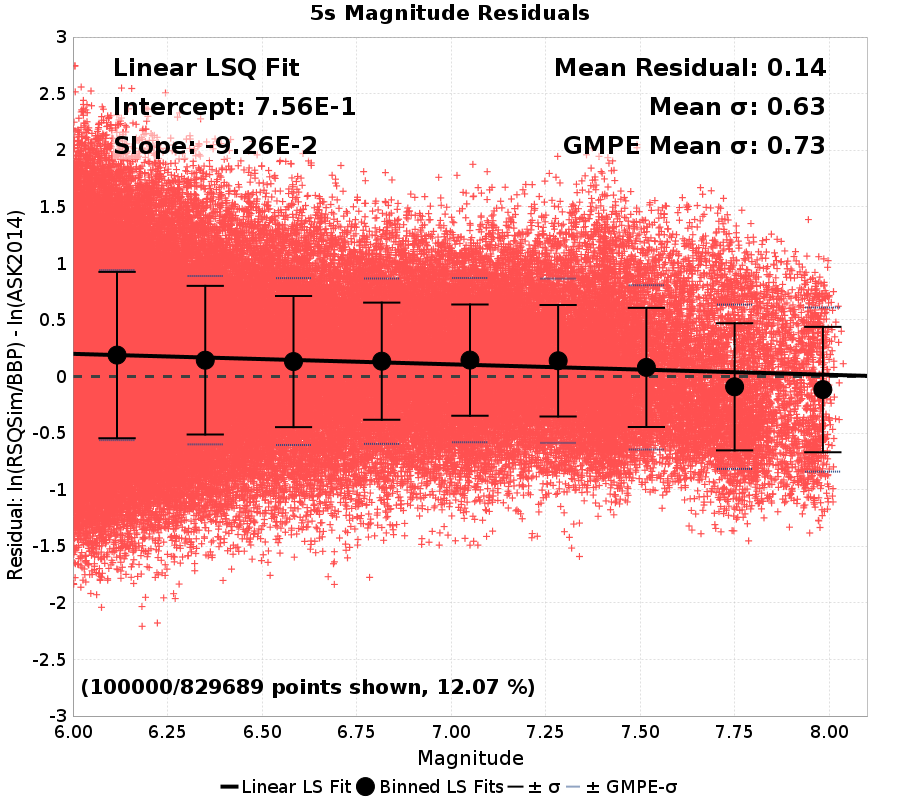 5s Magnitude Residuals
Linear LSQ Fit
Intercept: 7.56E-1
Slope: -9.26E-2
Mean Residual: 0.14
Mean σ: 0.63
GMPE Mean σ: 0.73
Residual: ln(RSQSim/BBP) - ln(ASK2014)
3
2.5
2
1.5
1
0.5
0
-0.5
-1
-1.5
-2
-2.5
-3
(100000/829689 points shown, 12.07 %)
6.00 6.25 6.50 6.75 7.00 7.25 7.50 7.75 8.00
Magnitude
Linear LS Fit Binned LS Fits ± σ ± GMPE-σ